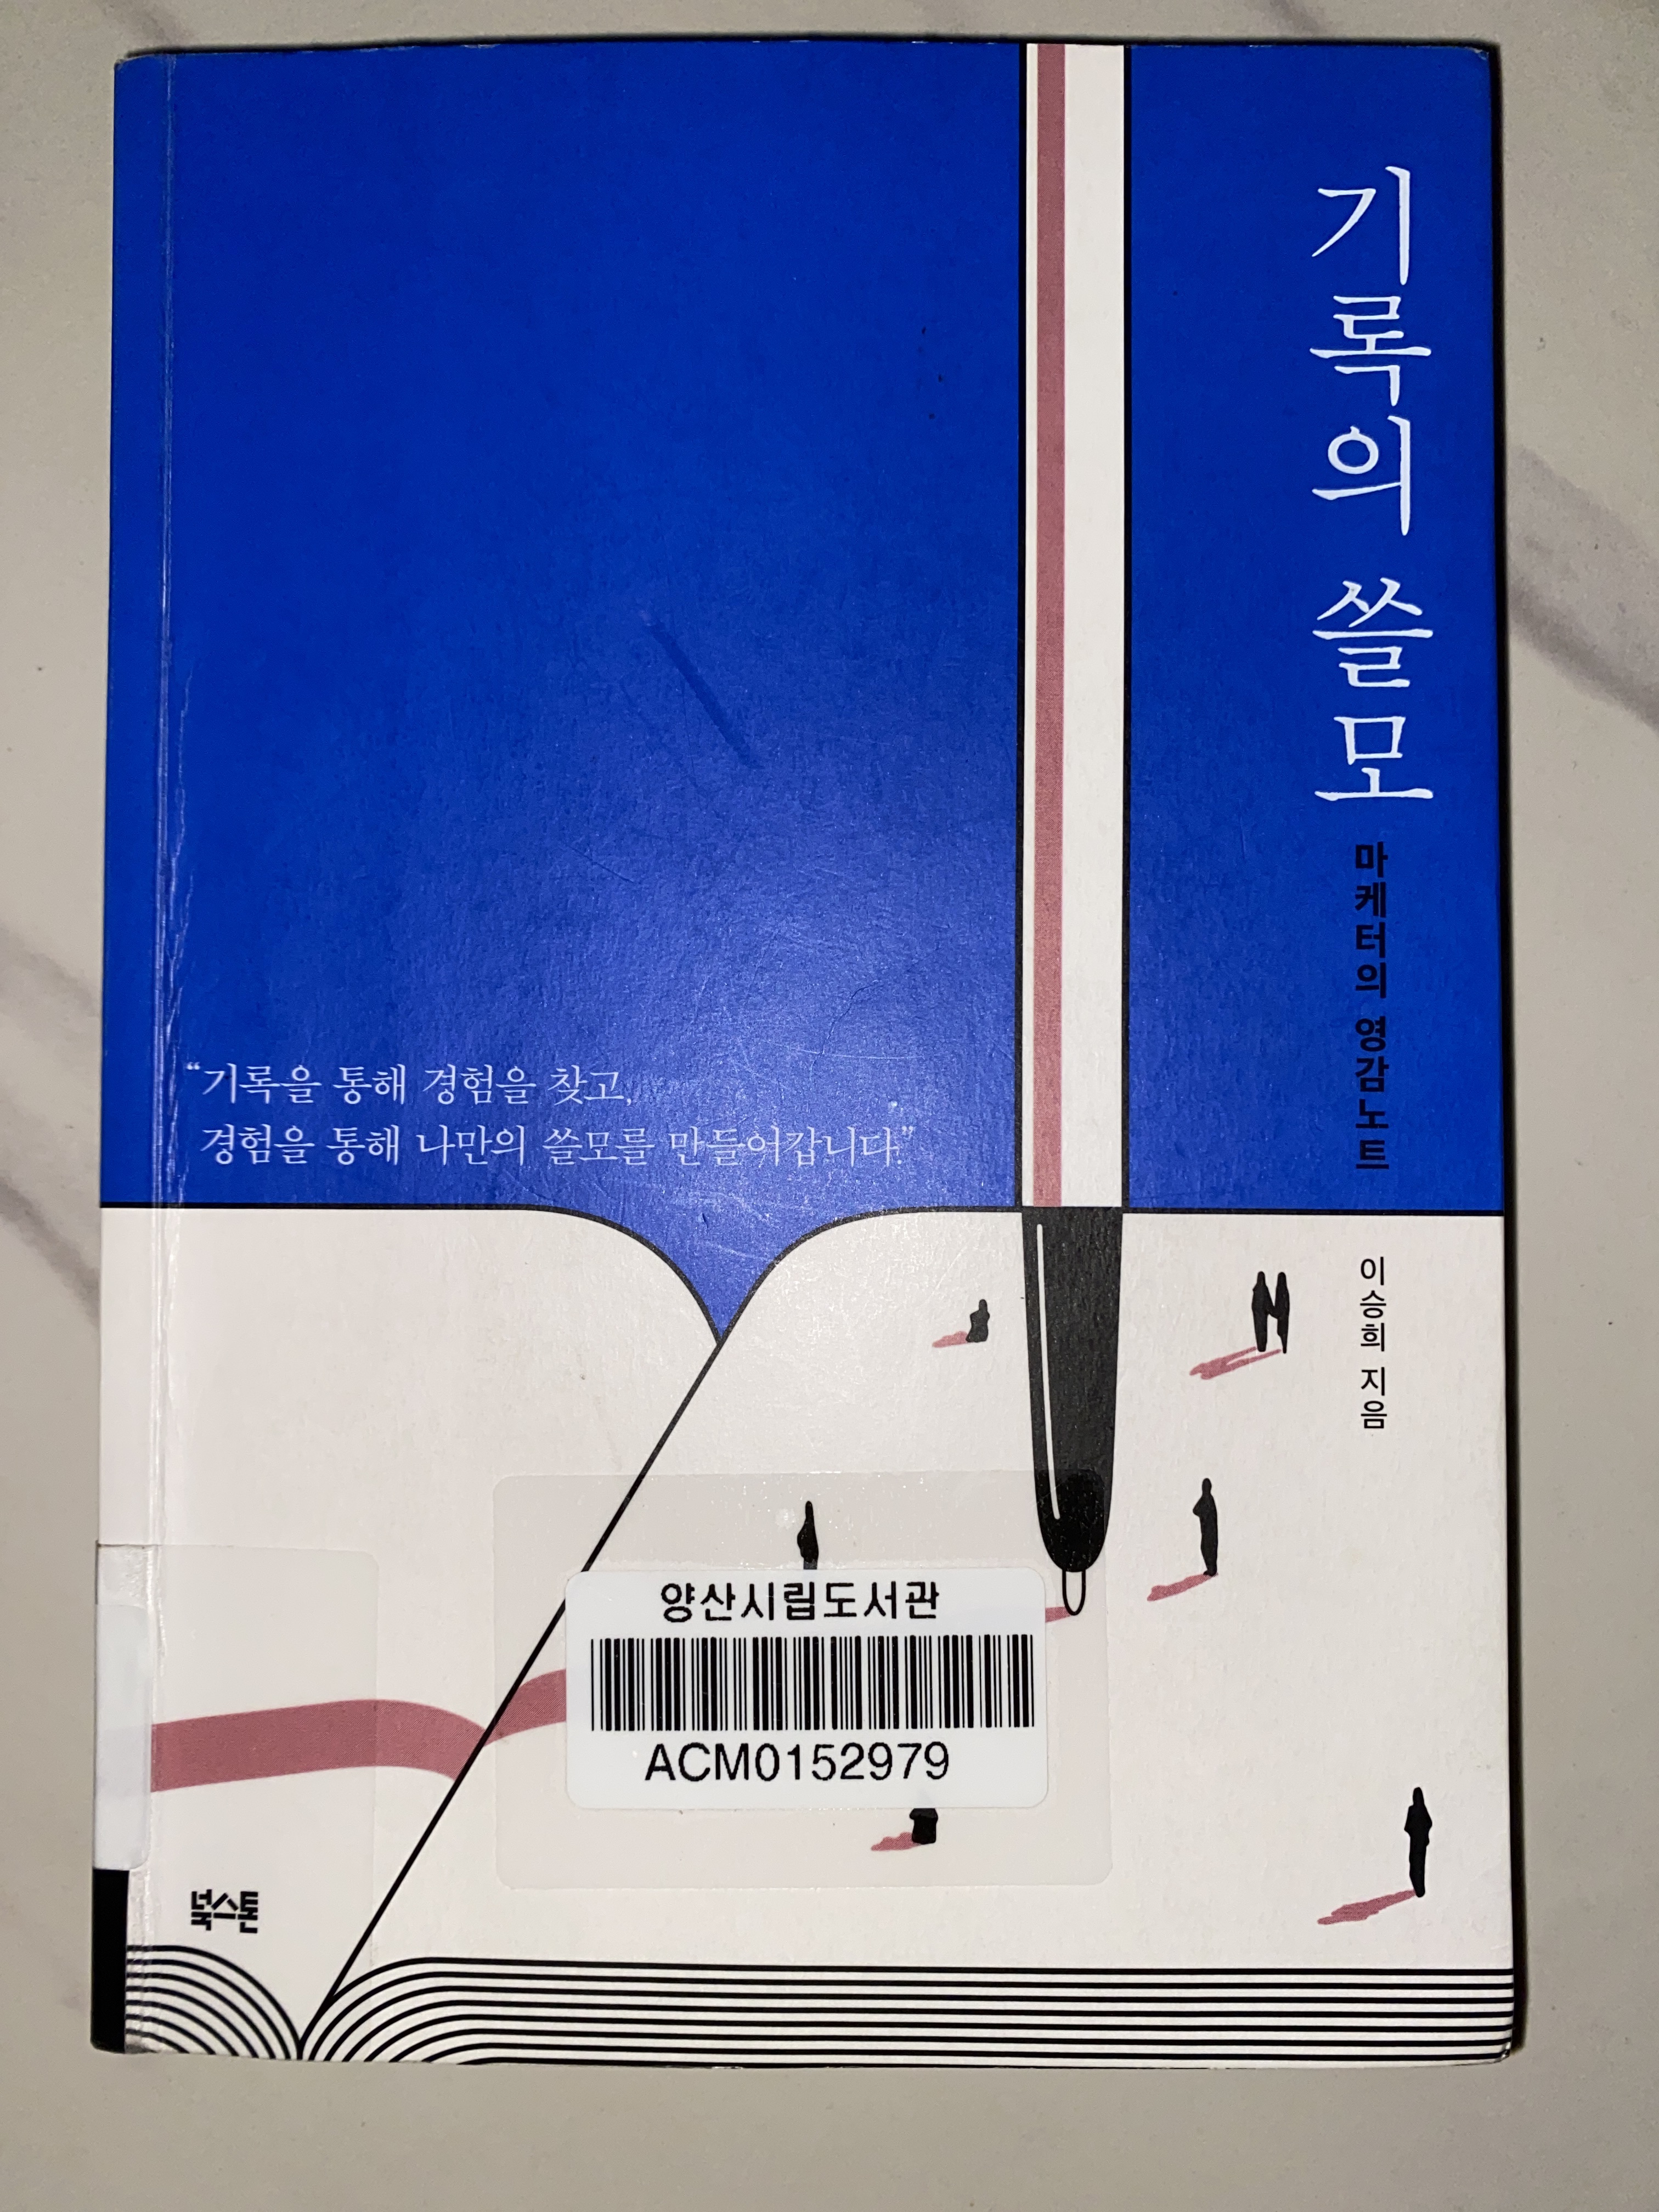 기록의 쓸모
마케터의 영감노트
이승희 지음
“기록을 통해 경험을 찾고,
경험을 통해 나만의 쓸모를 만들어갑니다.”
양산시립도서관
ACM0152979
북스톤